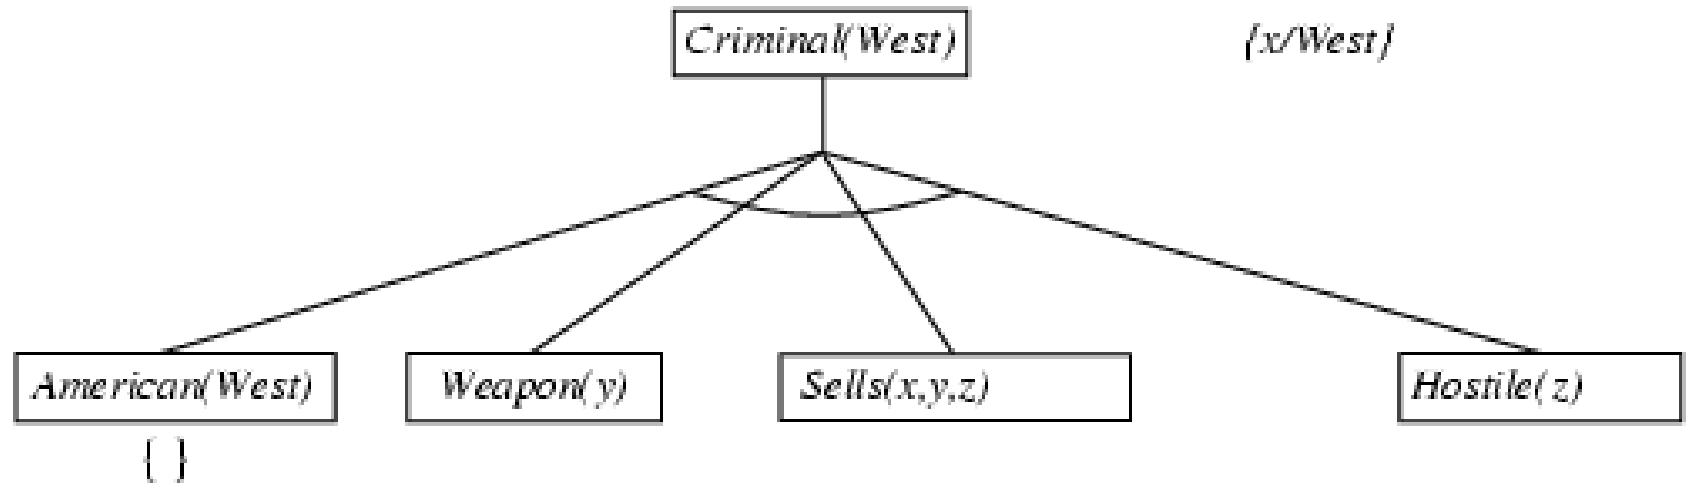 Criminal(West)
{x/West}
American(West)
Weapon(y)
Sells(x,y,z)
Hostile(z)
{ }